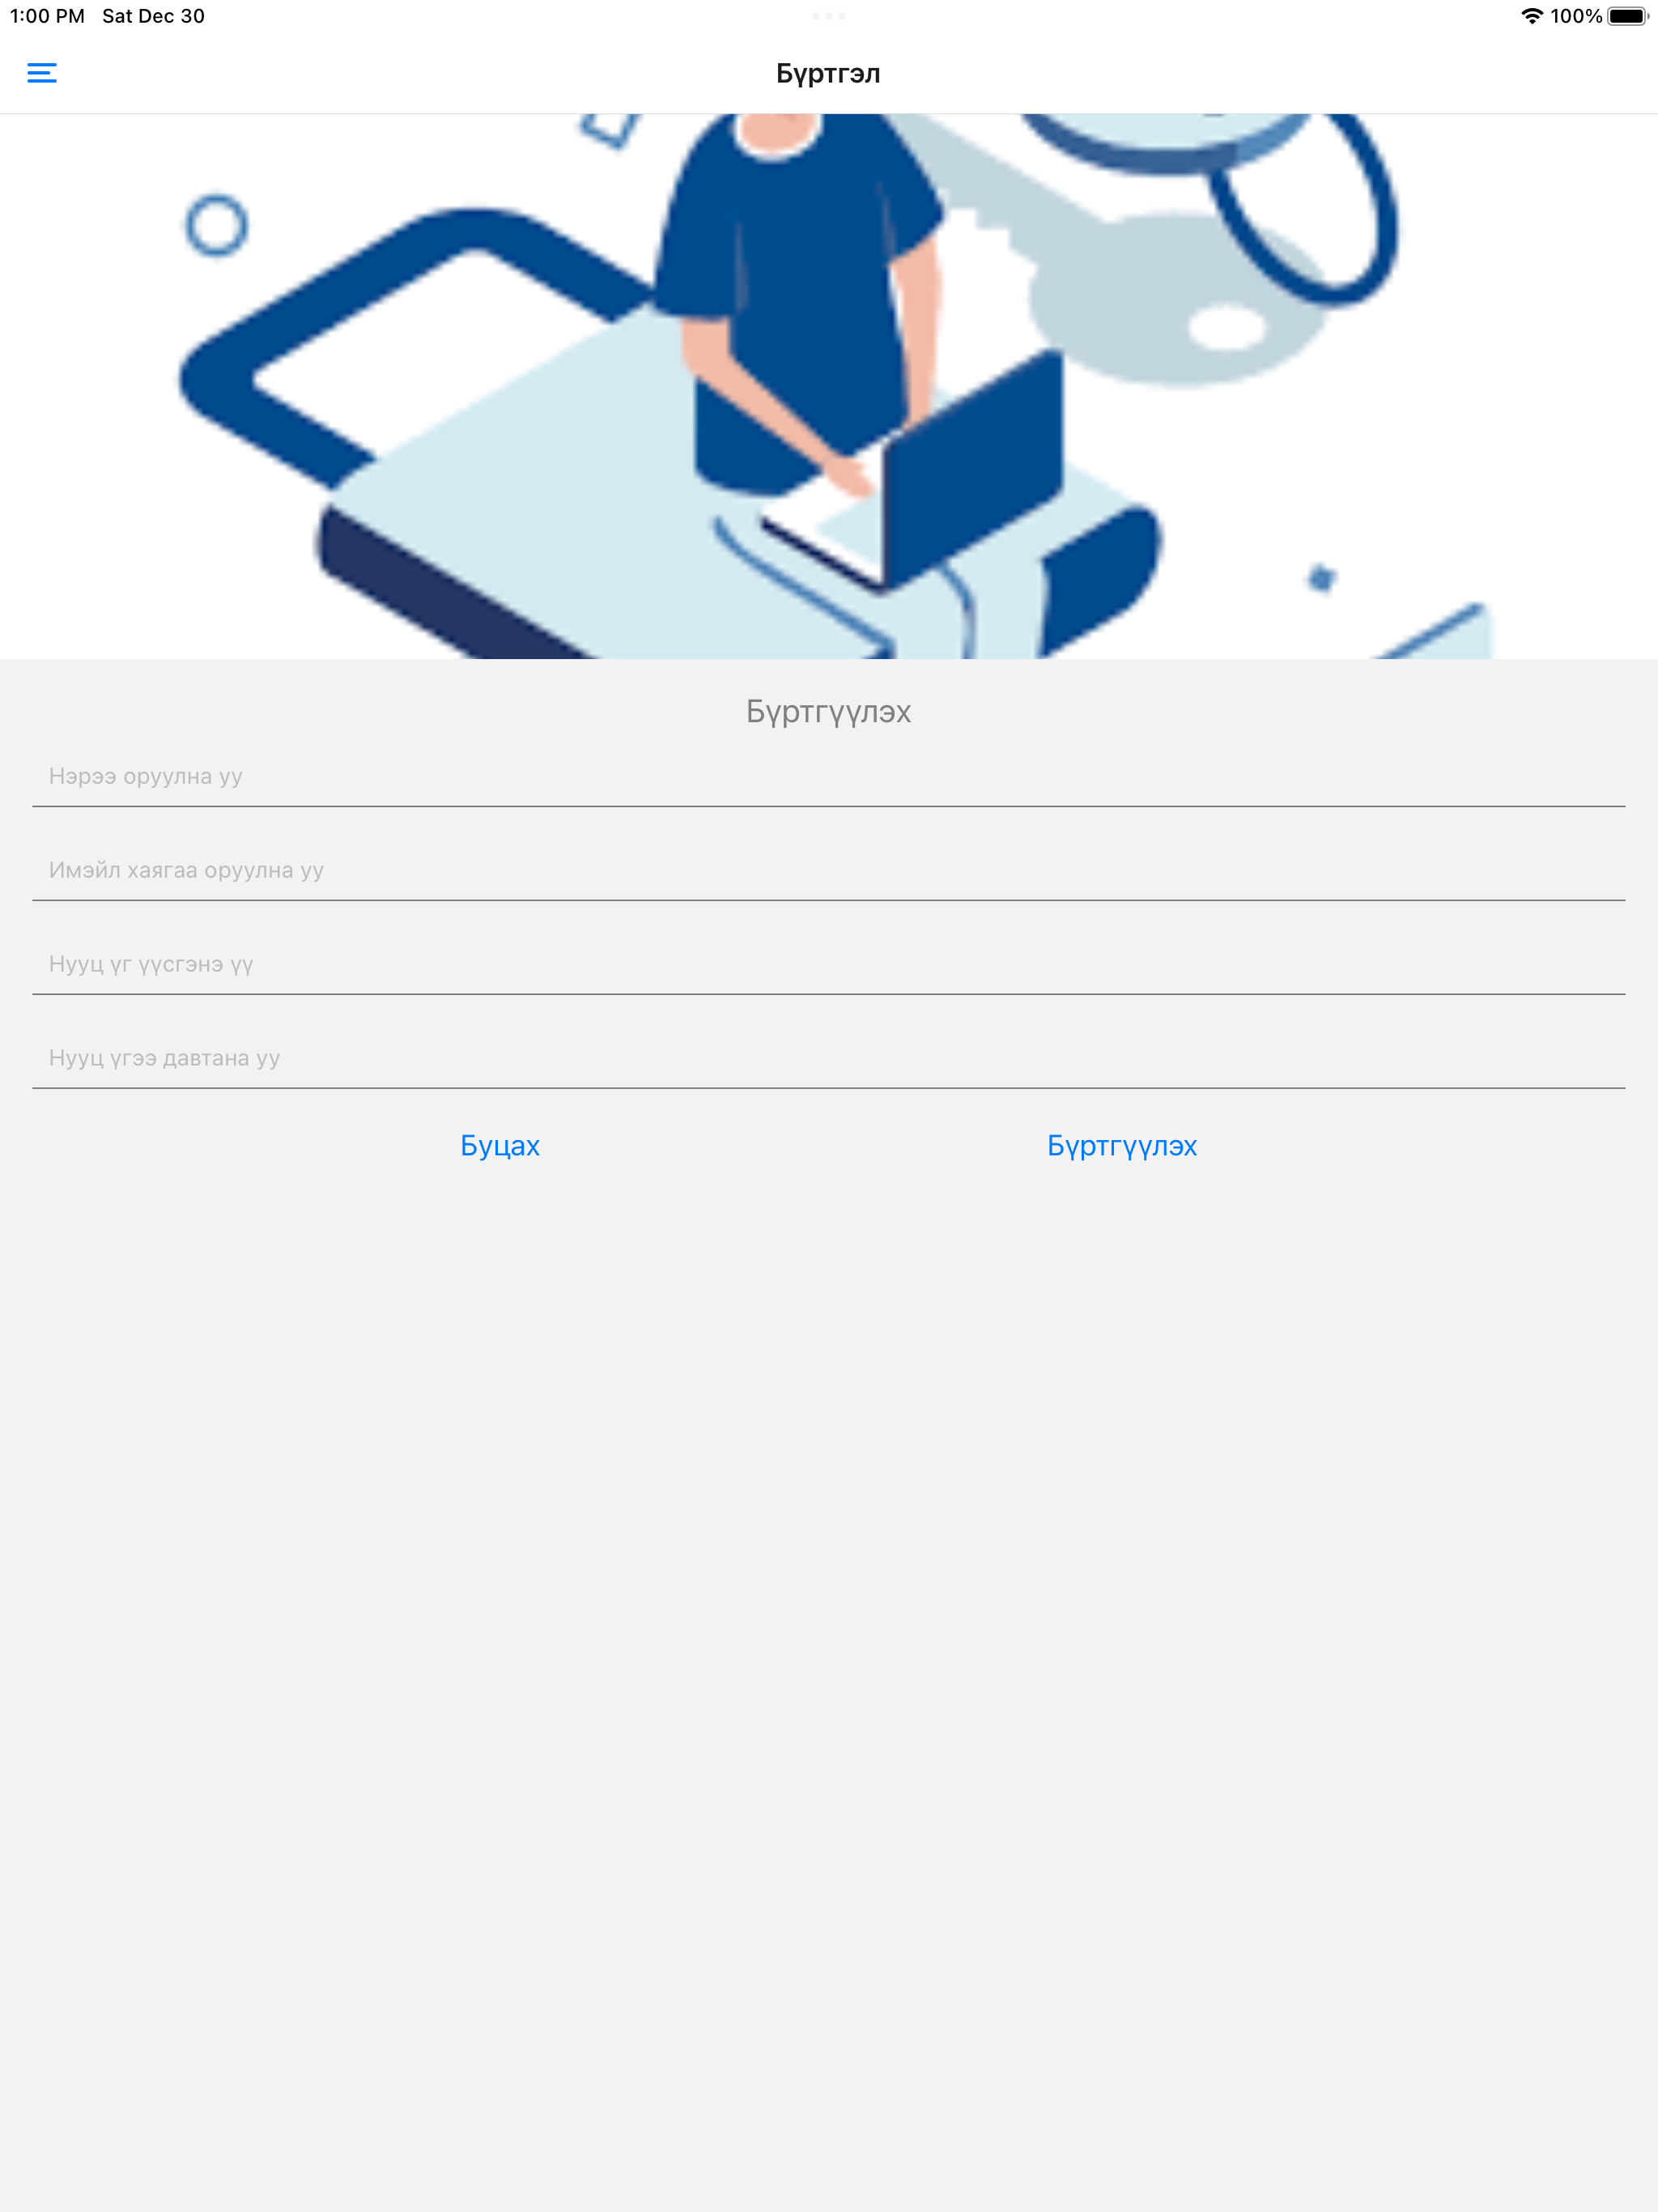 1:00 PM Sat Dec 30 100%
Бүртгэл
Бүртгүүлэх
Нэрээ оруулна уу
Имэйл хаягаа оруулна уу
Нууц үг үүсгэнэ үү
Нууц үгээ давтана уу
Буцах Бүртгүүлэх